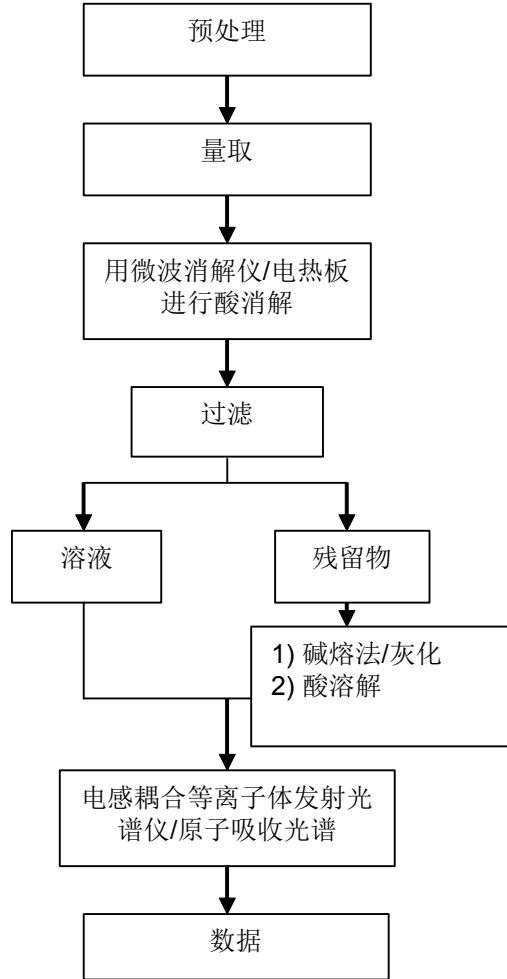 预处理
量取
用微波消解仪/电热板
进行酸消解
过滤
溶液
残留物
1) 碱熔法/灰化
2) 酸溶解
电感耦合等离子体发射光
谱仪/原子吸收光谱
数据